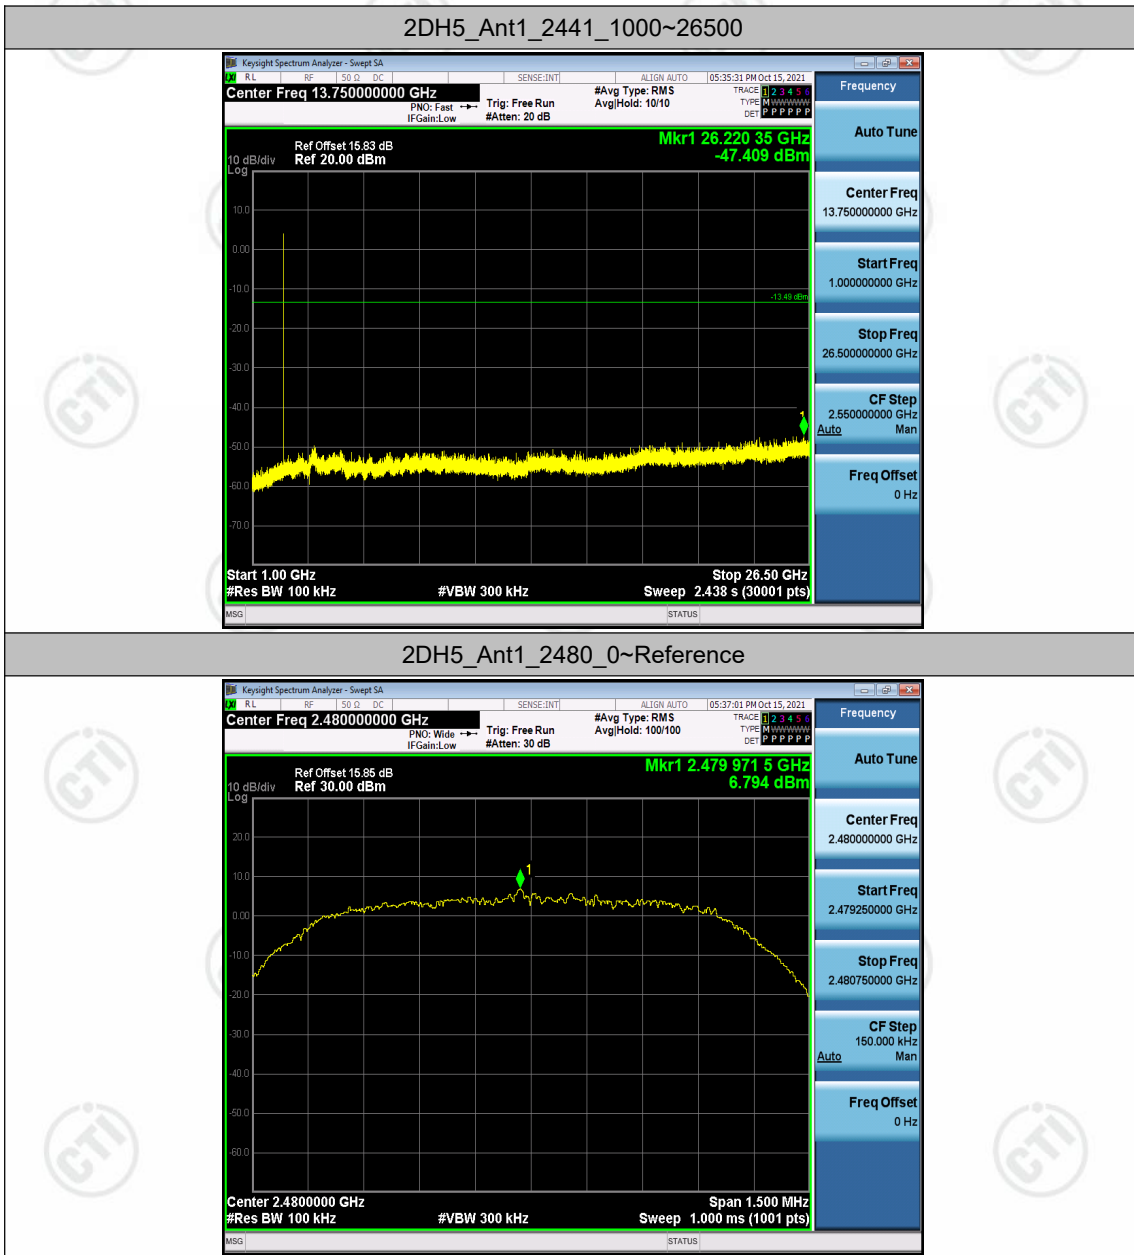 2DH5_Ant1_2441_1000~26500
Keysight Spectrum Analyzer - Swept SA
LXI RL RF 50 Ω DC SENSE:INT ALIGN AUTO 05:35:31 PM Oct 15, 2021
Center Freq 13.750000000 GHz
PNO: Fast
IFGain:Low
Trig: Free Run
#Atten: 20 dB
#Avg Type: RMS
Avg|Hold: 10/10
TRACE 1 2 3 4 5 6
TYPE M W W W W W
DET P P P P P P
Frequency
Mkr1 26.220 35 GHz
-47.409 dBm
Ref Offset 15.83 dB
10 dB/div Ref 20.00 dBm
Log
10.0
0.00
-10.0
-13.49 dBm
-20.0
-30.0
-40.0
1
-50.0
-60.0
-70.0
Start 1.00 GHz Stop 26.50 GHz
#Res BW 100 kHz #VBW 300 kHz Sweep 2.438 s (30001 pts)
MSG STATUS
Auto Tune
Center Freq
13.750000000 GHz
Start Freq
1.000000000 GHz
Stop Freq
26.500000000 GHz
CF Step
2.550000000 GHz
Auto Man
Freq Offset
0 Hz
2DH5_Ant1_2480_0~Reference
Keysight Spectrum Analyzer - Swept SA
LXI RL RF 50 Ω DC SENSE:INT ALIGN AUTO 05:37:01 PM Oct 15, 2021
Center Freq 2.480000000 GHz
PNO: Wide
IFGain:Low
Trig: Free Run
#Atten: 30 dB
#Avg Type: RMS
Avg|Hold: 100/100
TRACE 1 2 3 4 5 6
TYPE M W W W W W
DET P P P P P P
Frequency
Mkr1 2.479 971 5 GHz
6.794 dBm
Ref Offset 15.85 dB
10 dB/div Ref 30.00 dBm
Log
20.0
10.0
1
0.00
-10.0
-20.0
-30.0
-40.0
-50.0
-60.0
Center 2.4800000 GHz Span 1.500 MHz
#Res BW 100 kHz #VBW 300 kHz Sweep 1.000 ms (1001 pts)
MSG STATUS
Auto Tune
Center Freq
2.480000000 GHz
Start Freq
2.479250000 GHz
Stop Freq
2.480750000 GHz
CF Step
150.000 kHz
Auto Man
Freq Offset
0 Hz
CTI
CTI
CTI
CTI
CTI
CTI